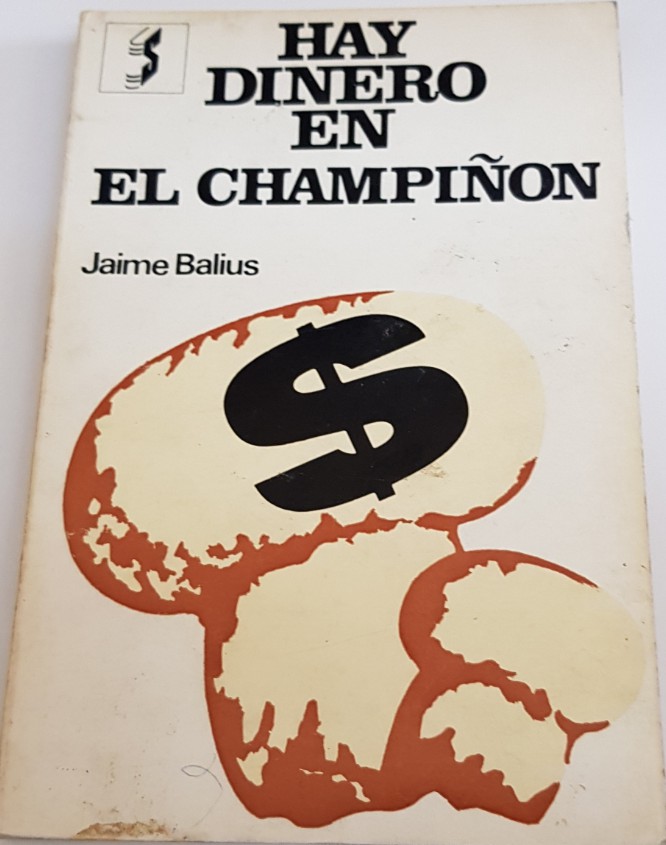 HAY
DINERO
EN
EL CHAMPIÑON
Jaime Balius
$